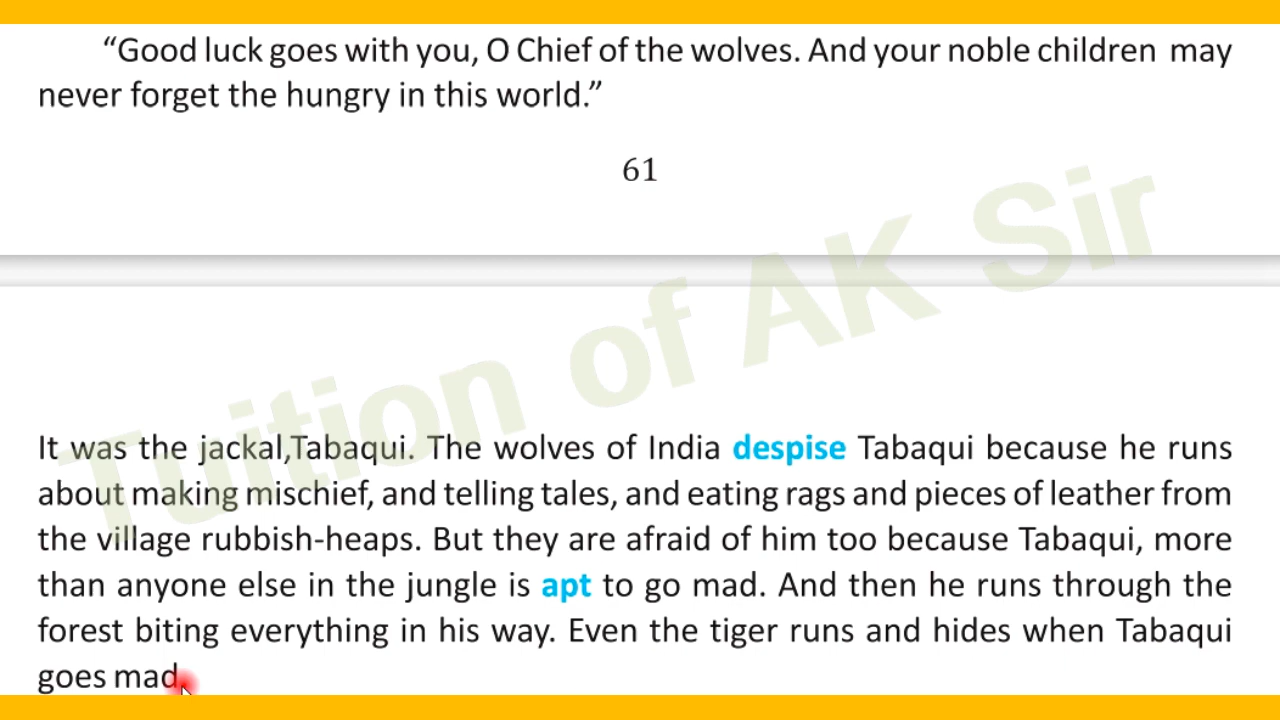 “Good luck goes with you, O Chief of the wolves. And your noble children may
never forget the hungry in this world.”
61
Tuition of AK Sir
It was the jackal,Tabaqui. The wolves of India despise Tabaqui because he runs
about making mischief, and telling tales, and eating rags and pieces of leather from
the village rubbish-heaps. But they are afraid of him too because Tabaqui, more
than anyone else in the jungle is apt to go mad. And then he runs through the
forest biting everything in his way. Even the tiger runs and hides when Tabaqui
goes mad.